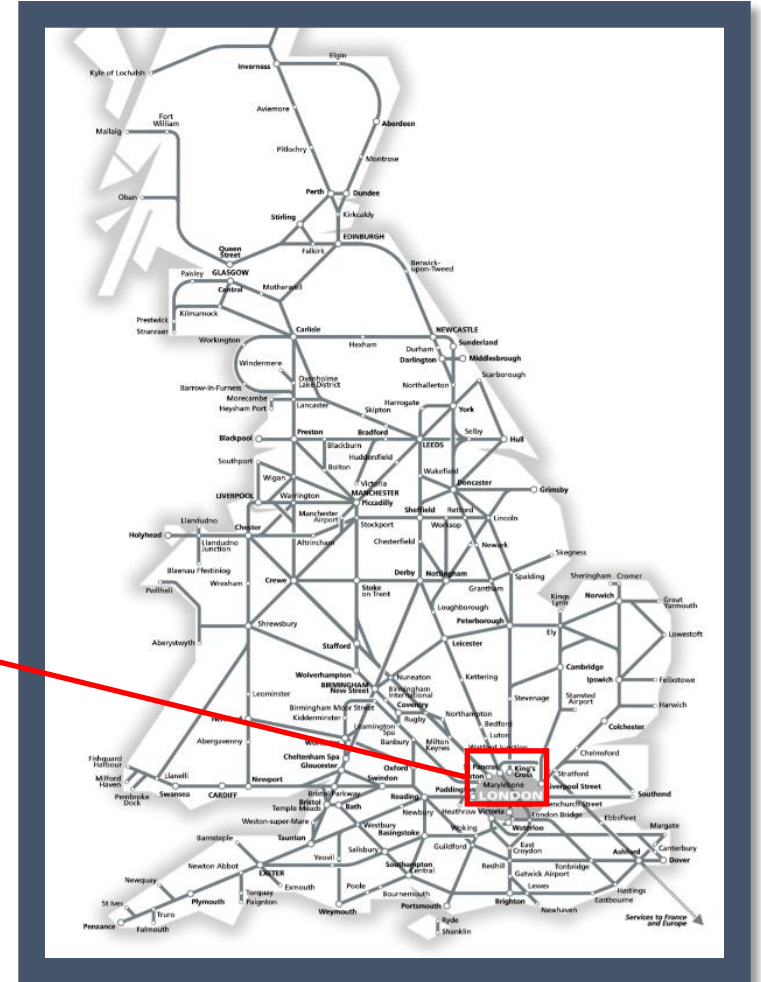 Elgin
Inverness
Kyle of Lochalsh
Aviemore
Fort
William
Aberdeen
Mallaig
Pitlochry
Montrose
Perth
Dundee
Oban
Stirling
Kirkcaldy
EDINBURGH
Queen
Street
Falkirk
Berwick-
upon-Tweed
Paisley
GLASGOW
Central
Motherwell
Prestwick
Kilmarnock
Stranraer
Carlisle
NEWCASTLE
Workington
Hexham
Sunderland
Durham
Darlington
Middlesbrough
Windermere
Scarborough
Oxenholme
Lake District
Barrow-in-Furness
Northallerton
Morecambe
Lancaster
Harrogate
Heysham Port
Skipton
York
Blackpool
Preston
Bradford
Selby
Hull
Blackburn
LEEDS
Huddersfield
Southport
Bolton
Wakefield
Wigan
Victoria
Doncaster
MANCHESTER
Grimsby
LIVERPOOL
Warrington
Piccadilly
Manchester
Airport
Sheffield
Retford
Lincoln
Llandudno
Chester
Stockport
Worksop
Holyhead
Llandudno
Junction
Altrincham
Chesterfield
Newark
Skegness
Blaenau Ffestiniog
Derby
Nottingham
Sheringham
Cromer
Pwllheli
Wrexham
Crewe
Stoke
on Trent
Grantham
Spalding
Kings
Lynn
Norwich
Great
Yarmouth
Loughborough
Peterborough
Shrewsbury
Ely
Lowestoft
Aberystwyth
Stafford
Leicester
Cambridge
Wolverhampton
Nuneaton
Kettering
Ipswich
Felixstowe
BIRMINGHAM
New Street
Birmingham
International
Leominster
Stevenage
Stansted
Airport
Harwich
Birmingham Moor Street
Coventry
Northampton
Kidderminster
Rugby
Bedford
Colchester
Leamington
Spa
Luton
Abergavenny
Banbury
Milton
Keynes
Watford Junction
Chelmsford
Fishguard
Harbour
Cheltenham Spa
Gloucester
Oxford
St Pancras
King's
Cross
Stratford
Milford
Haven
Llanelli
Newport
Swindon
Marylebone
Liverpool Street
Pembroke
Dock
Swansea
CARDIFF
Bristol Parkway
Reading
Paddington
LONDON
Southend
Bristol
Temple Meads
Bath
Newbury
Heathrow
Victoria
London Bridge
Ebbsfleet
Weston-super-Mare
Westbury
Waterloo
Margate
Barnstaple
Taunton
Basingstoke
Woking
East
Croydon
Canterbury
Salisbury
Guildford
Newton Abbot
Yeovil
Southampton
Central
Redhill
Tonbridge
Ashford
Dover
EXETER
Gatwick Airport
Newquay
Exmouth
Poole
Lewes
Hastings
Torquay
Bournemouth
Eastbourne
St Ives
Plymouth
Paignton
Portsmouth
Brighton
Newhaven
Truro
Weymouth
Penzance
Falmouth
Ryde
Shanklin
Services to France
and Europe